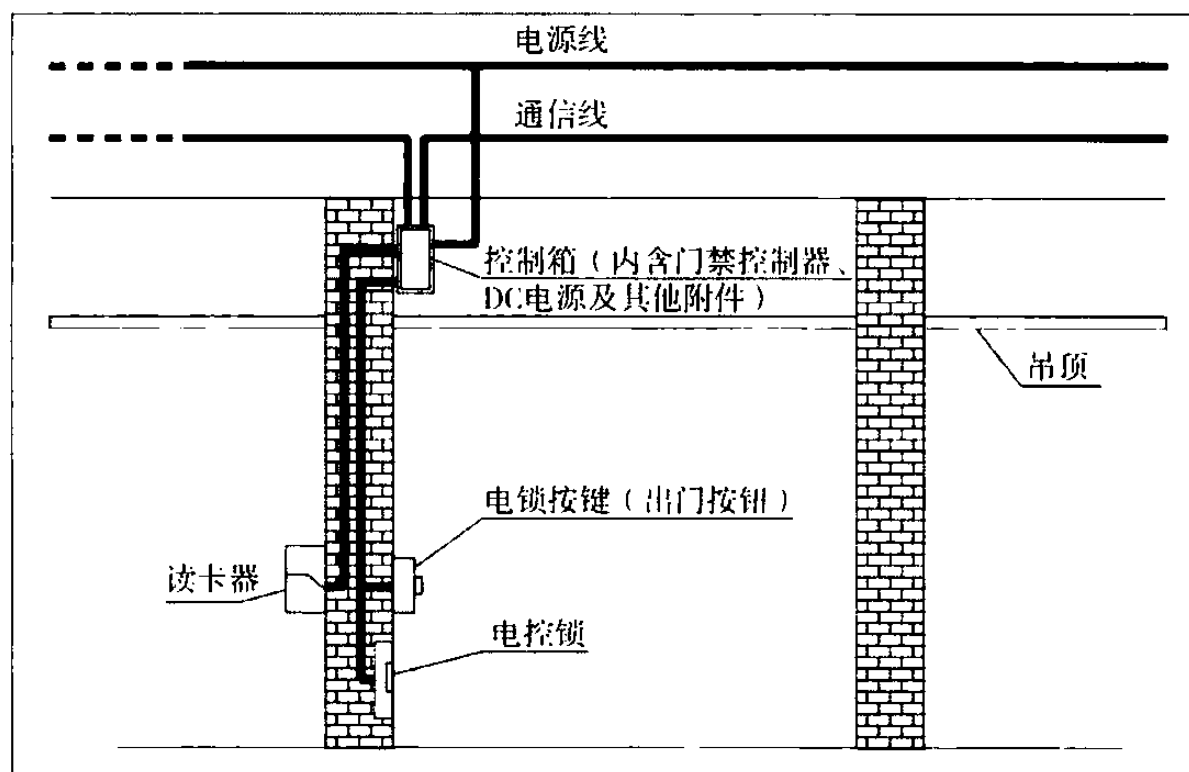 电源线
通信线
控制箱（内含门禁控制器、
DC电源及其他附件）
吊顶
电锁按键（出门按钮）
读卡器
电控锁